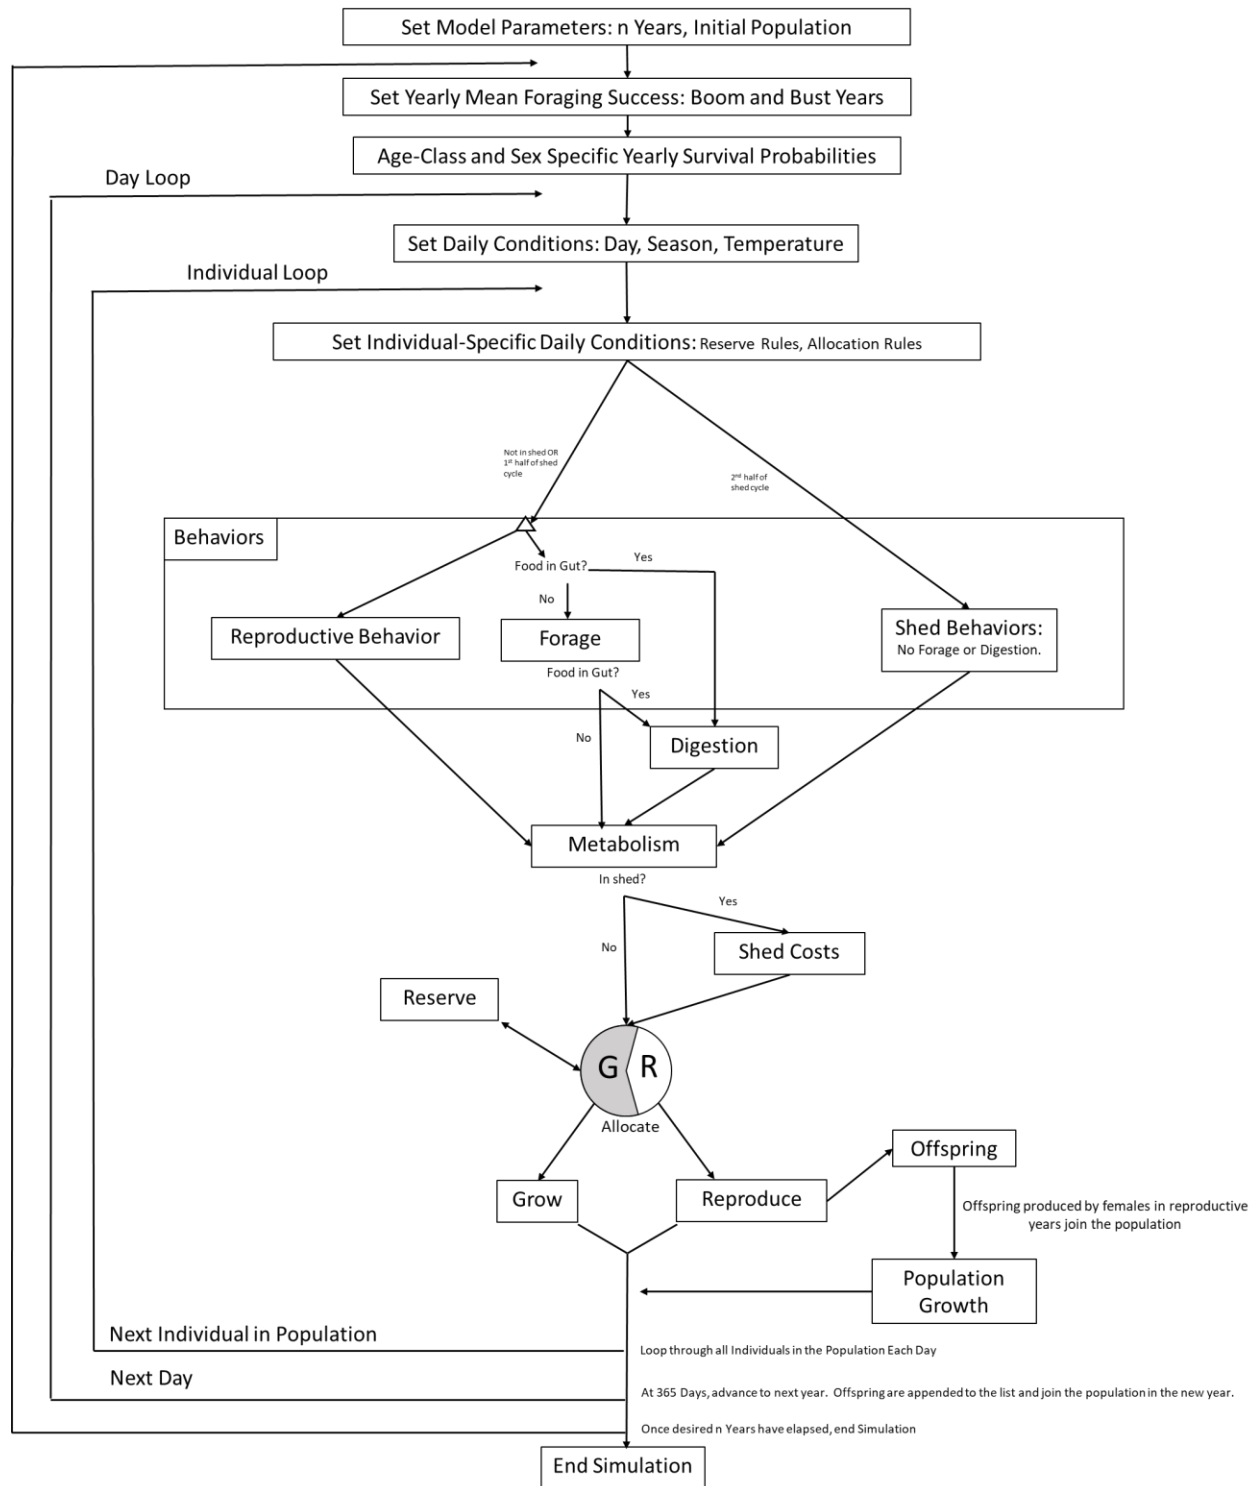 Set Model Parameters: n Years, Initial Population
Set Yearly Mean Foraging Success: Boom and Bust Years
Age-Class and Sex Specific Yearly Survival Probabilities
Day Loop
Set Daily Conditions: Day, Season, Temperature
Individual Loop
Set Individual-Specific Daily Conditions: Reserve Rules, Allocation Rules
Not in shed OR
1st half of shed
cycle
2nd half of
shed cycle
Behaviors
Food in Gut?
Yes
No
Reproductive Behavior
Forage
Shed Behaviors:
No Forage or Digestion.
Food in Gut?
Yes
No
Digestion
Metabolism
In shed?
Yes
No
Shed Costs
Reserve
G R
Allocate
Offspring
Grow
Reproduce
Offspring produced by females in reproductive
years join the population
Population
Growth
Next Individual in Population
Loop through all Individuals in the Population Each Day
Next Day
At 365 Days, advance to next year. Offspring are appended to the list and join the population in the new year.
Once desired n Years have elapsed, end Simulation
End Simulation